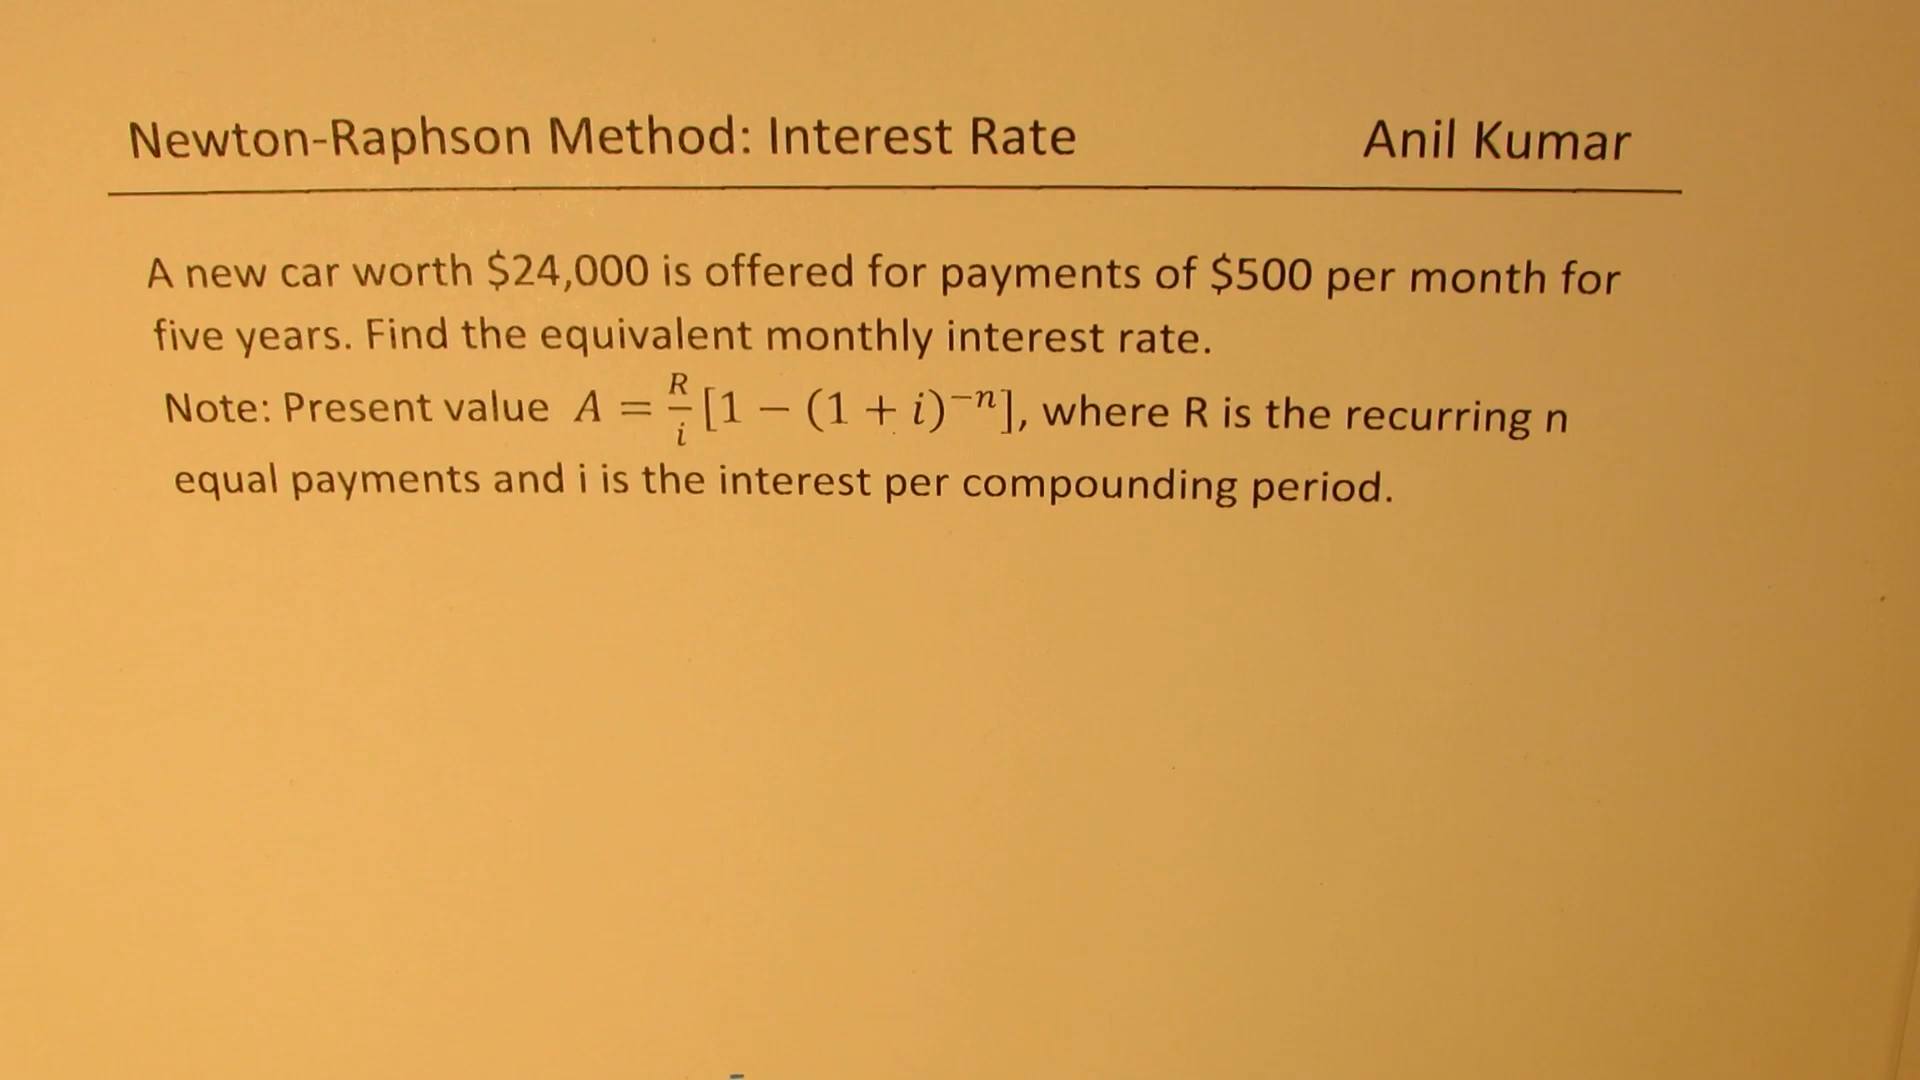 Newton-Raphson Method: Interest Rate Anil Kumar
A new car worth $24,000 is offered for payments of $500 per month for
five years. Find the equivalent monthly interest rate.
Note: Present value A = R/i [1 − (1 + i)^−n], where R is the recurring n
equal payments and i is the interest per compounding period.